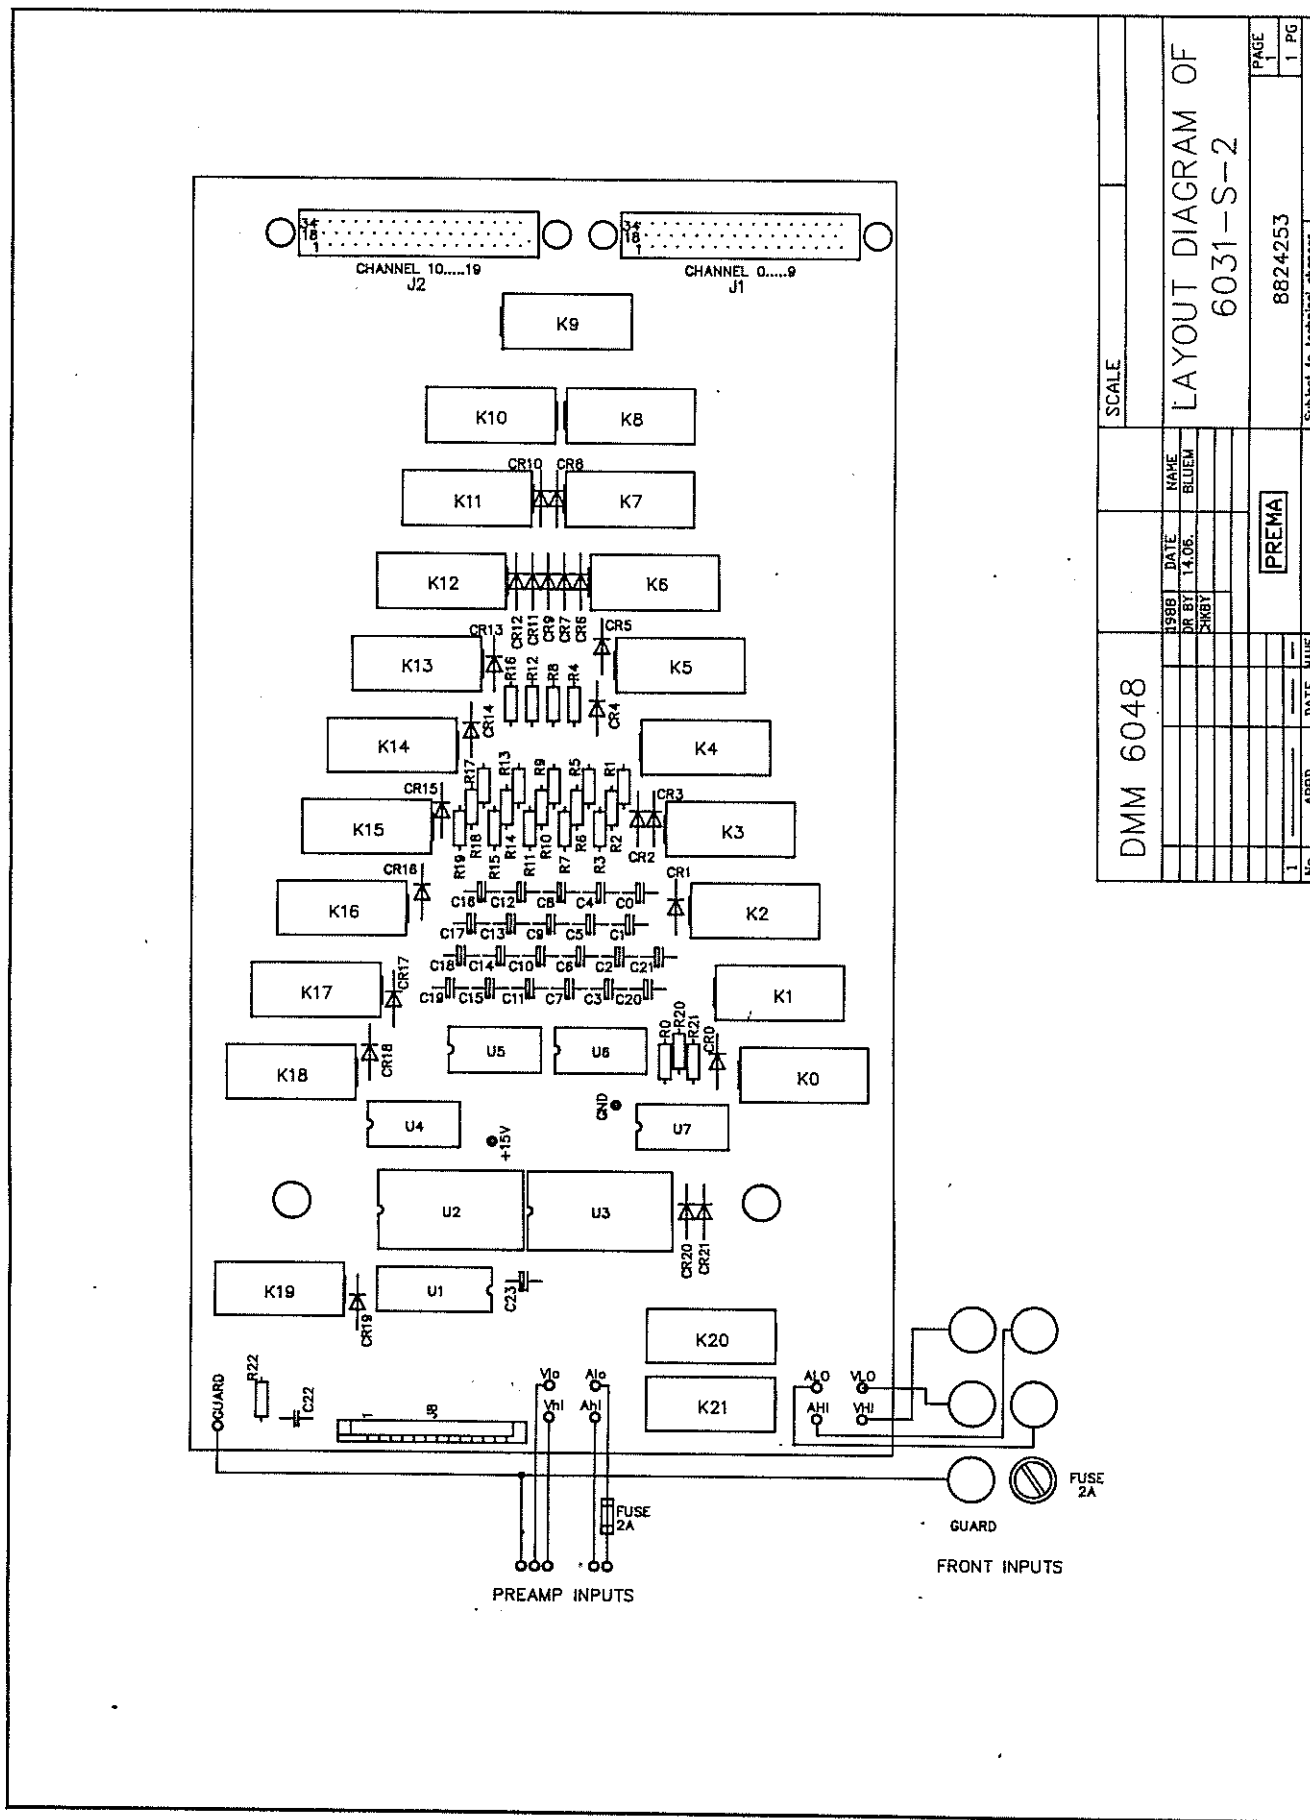 34
18
1
CHANNEL 10.....19
J2
34
18
1
CHANNEL 0.....9
J1
K9
K10
K8
CR10
CR8
K11
K7
K12
K6
CR12
CR11
CR9
CR7
CR6
CR13
CR5
K13
R16
R12
R8
R4
K5
CR14
CR4
K14
K4
R17
R13
R9
R5
R1
CR15
CR3
K15
K3
R19
R18
R15
R14
R11
R10
R7
R6
R3
R2
CR2
CR16
CR1
K16
C16
C12
C8
C4
C0
K2
C17
C13
C9
C5
C1
C18
C14
C10
C6
C2
C21
CR17
K17
C19
C15
C11
C7
C3
C20
K1
R0
R20
R21
CR0
U5
U6
CR18
K18
K0
GND
U4
+15V
U7
U2
U3
CR20
CR21
K19
U1
C23
CR19
K20
GUARD
R22
C22
1
J8
Vlo
Alo
Vhi
Ahi
K21
ALO
VLO
AHI
VHI
FUSE
2A
FUSE
2A
GUARD
PREAMP INPUTS
FRONT INPUTS
SCALE
DMM 6048
1988
DATE
NAME
DR BY
14.06.
BLUEM
CHKBY
LAYOUT DIAGRAM OF
6031-S-2
PREMA
8824253
PAGE
1
1 PG
1